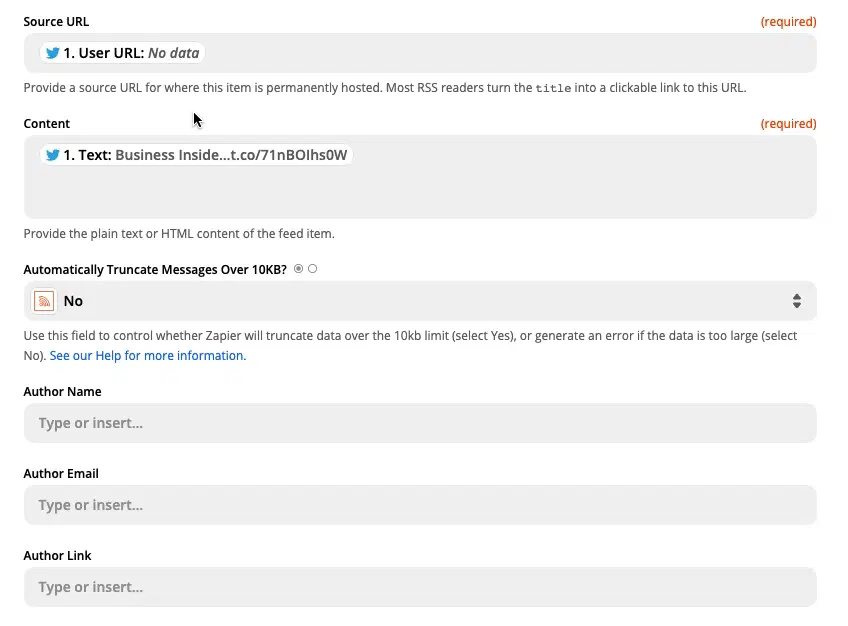 Source URL (required)
1. User URL: No data
Provide a source URL for where this item is permanently hosted. Most RSS readers turn the title into a clickable link to this URL.
Content (required)
1. Text: Business Inside...t.co/71nBOIhs0W
Provide the plain text or HTML content of the feed item.
Automatically Truncate Messages Over 10KB?
No
Use this field to control whether Zapier will truncate data over the 10kb limit (select Yes), or generate an error if the data is too large (select
No). See our Help for more information.
Author Name
Type or insert...
Author Email
Type or insert...
Author Link
Type or insert...